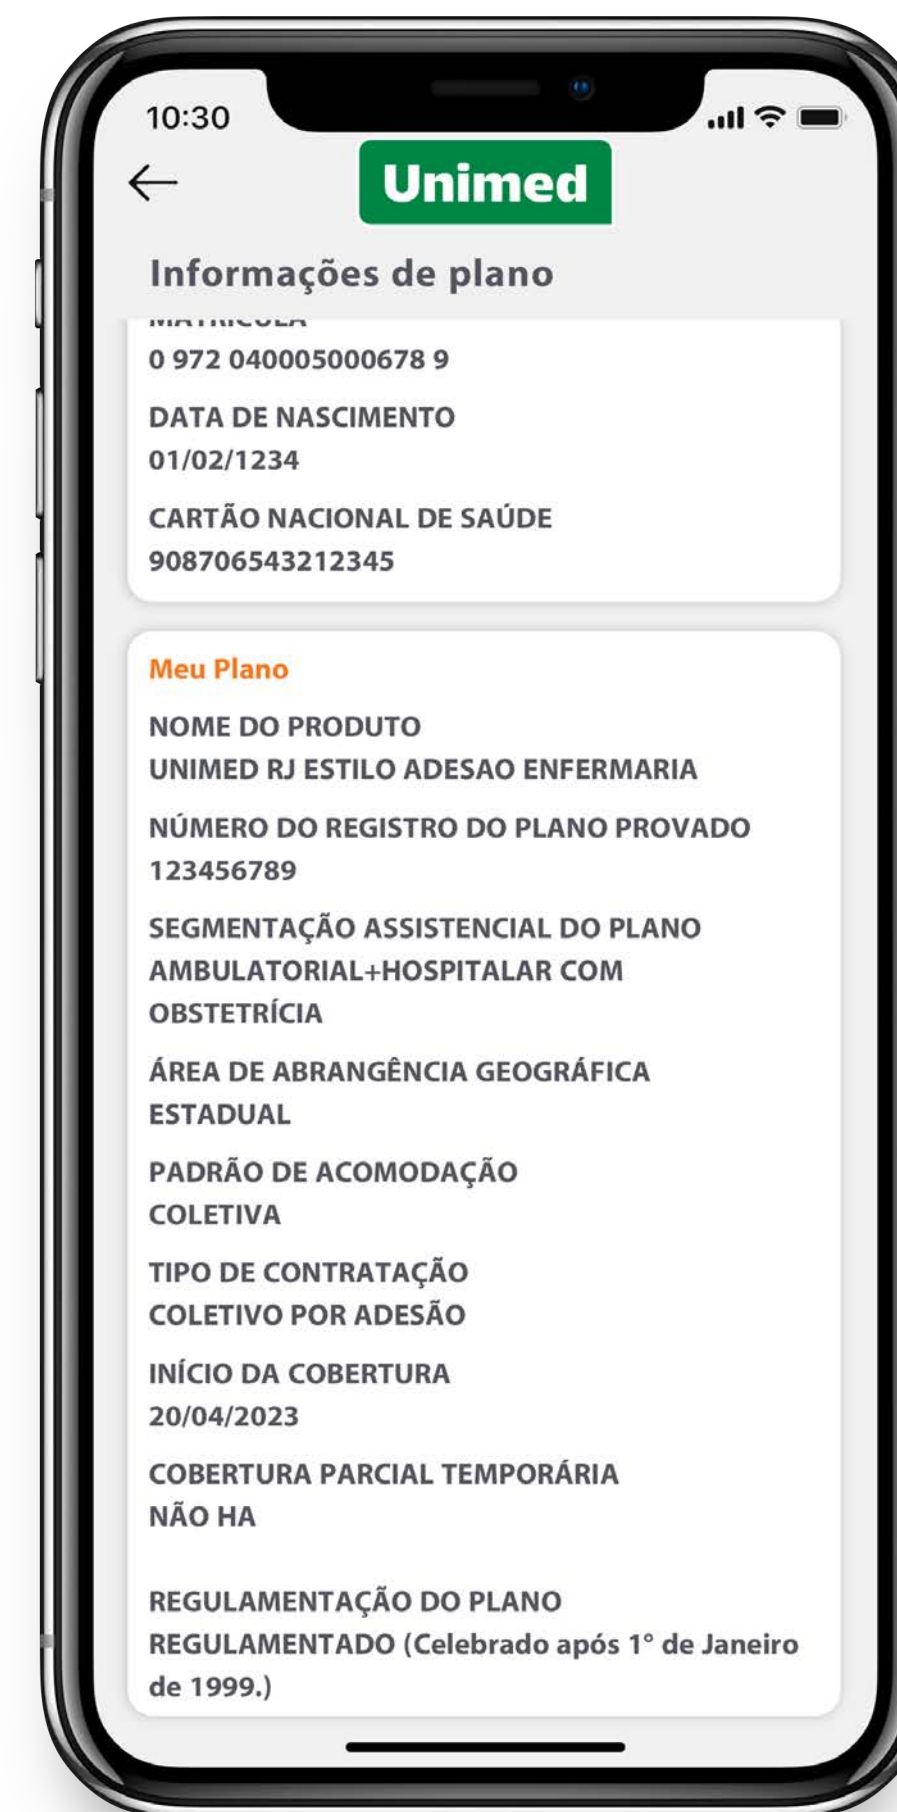 10:30
Unimed
Informações de plano
MATRÍCULA
0 972 040005000678 9
DATA DE NASCIMENTO
01/02/1234
CARTÃO NACIONAL DE SAÚDE
908706543212345
Meu Plano
NOME DO PRODUTO
UNIMED RJ ESTILO ADESAO ENFERMARIA
NÚMERO DO REGISTRO DO PLANO PROVADO
123456789
SEGMENTAÇÃO ASSISTENCIAL DO PLANO
AMBULATORIAL+HOSPITALAR COM
OBSTETRÍCIA
ÁREA DE ABRANGÊNCIA GEOGRÁFICA
ESTADUAL
PADRÃO DE ACOMODAÇÃO
COLETIVA
TIPO DE CONTRATAÇÃO
COLETIVO POR ADESÃO
INÍCIO DA COBERTURA
20/04/2023
COBERTURA PARCIAL TEMPORÁRIA
NÃO HA
REGULAMENTAÇÃO DO PLANO
REGULAMENTADO (Celebrado após 1° de Janeiro
de 1999.)